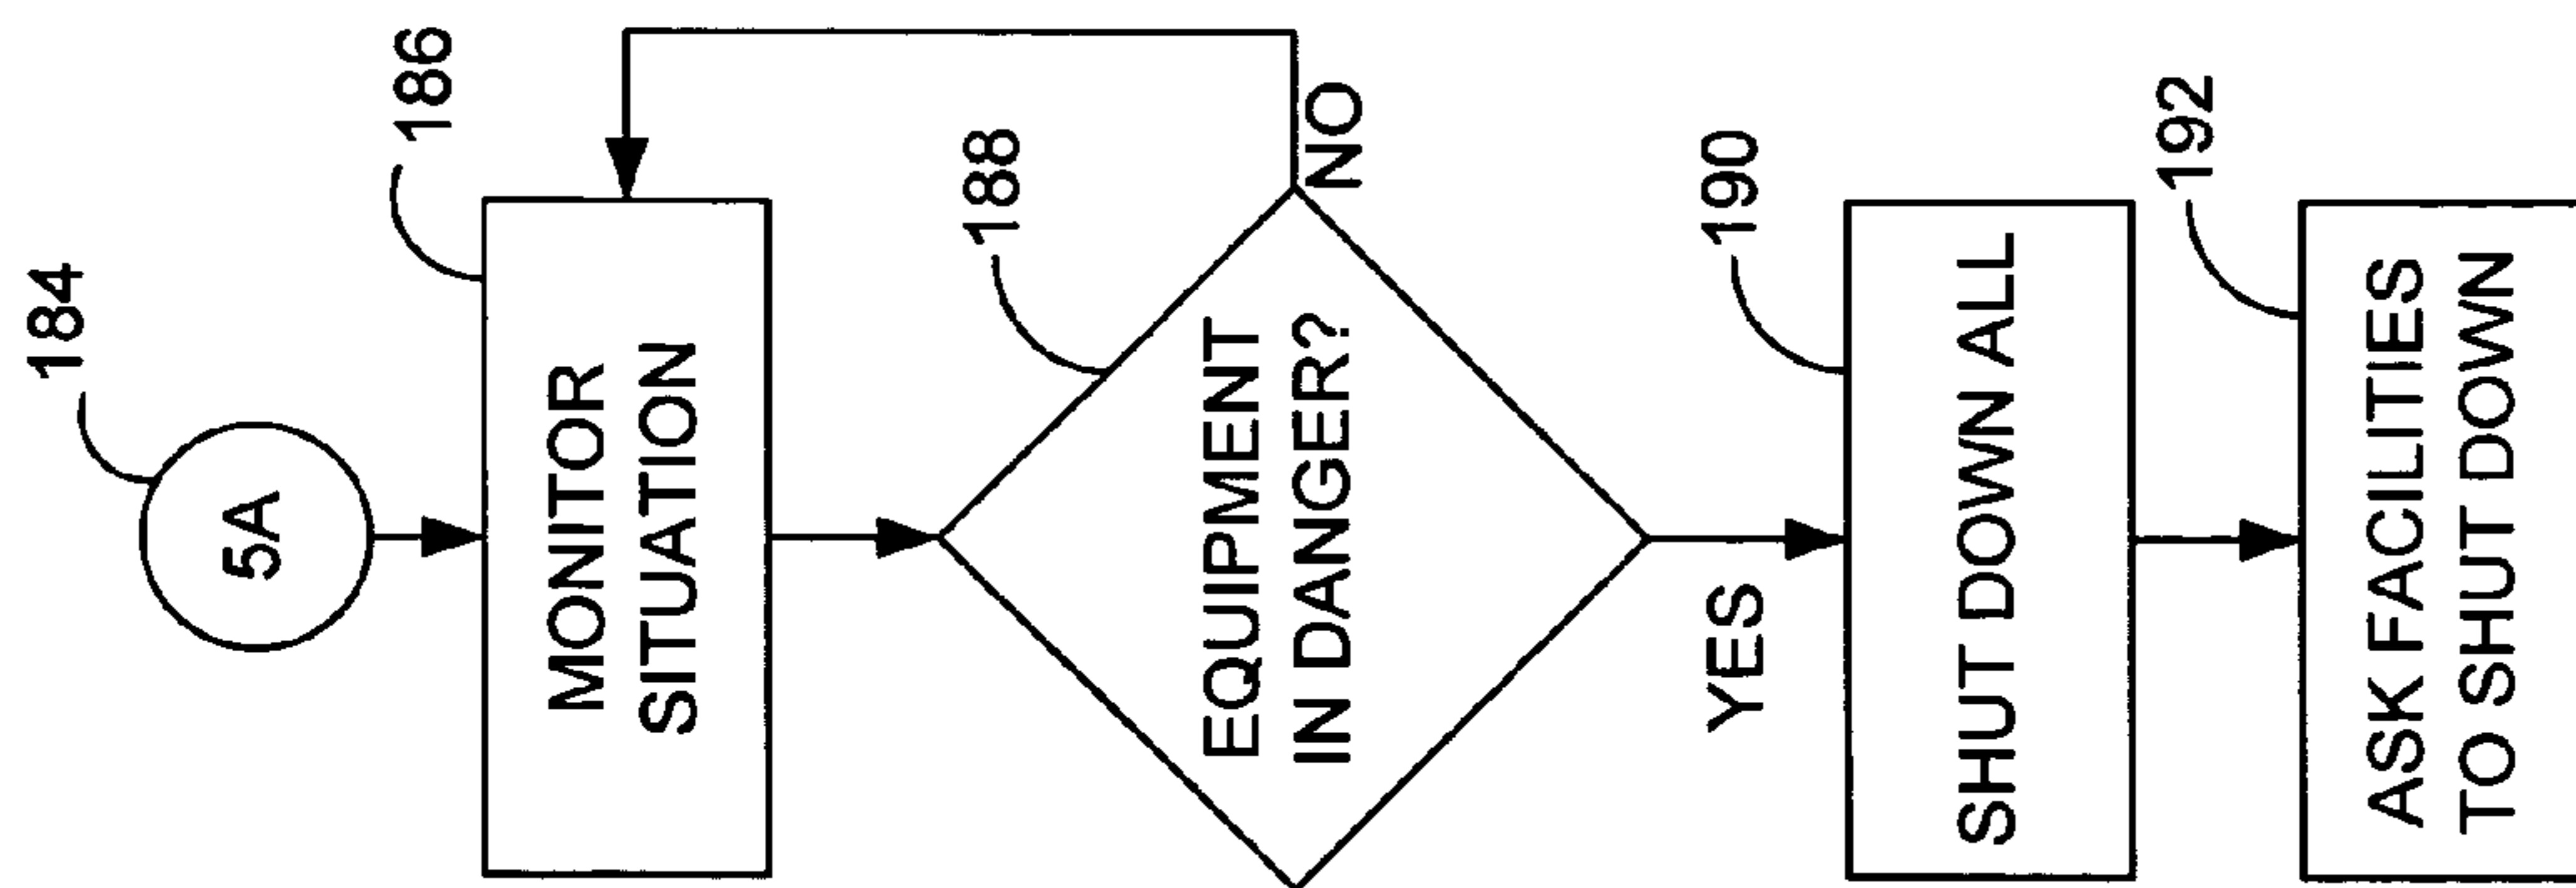 184
5A
186
MONITOR
SITUATION
188
EQUIPMENT
IN DANGER?
NO
YES
190
SHUT DOWN ALL
192
ASK FACILITIES
TO SHUT DOWN